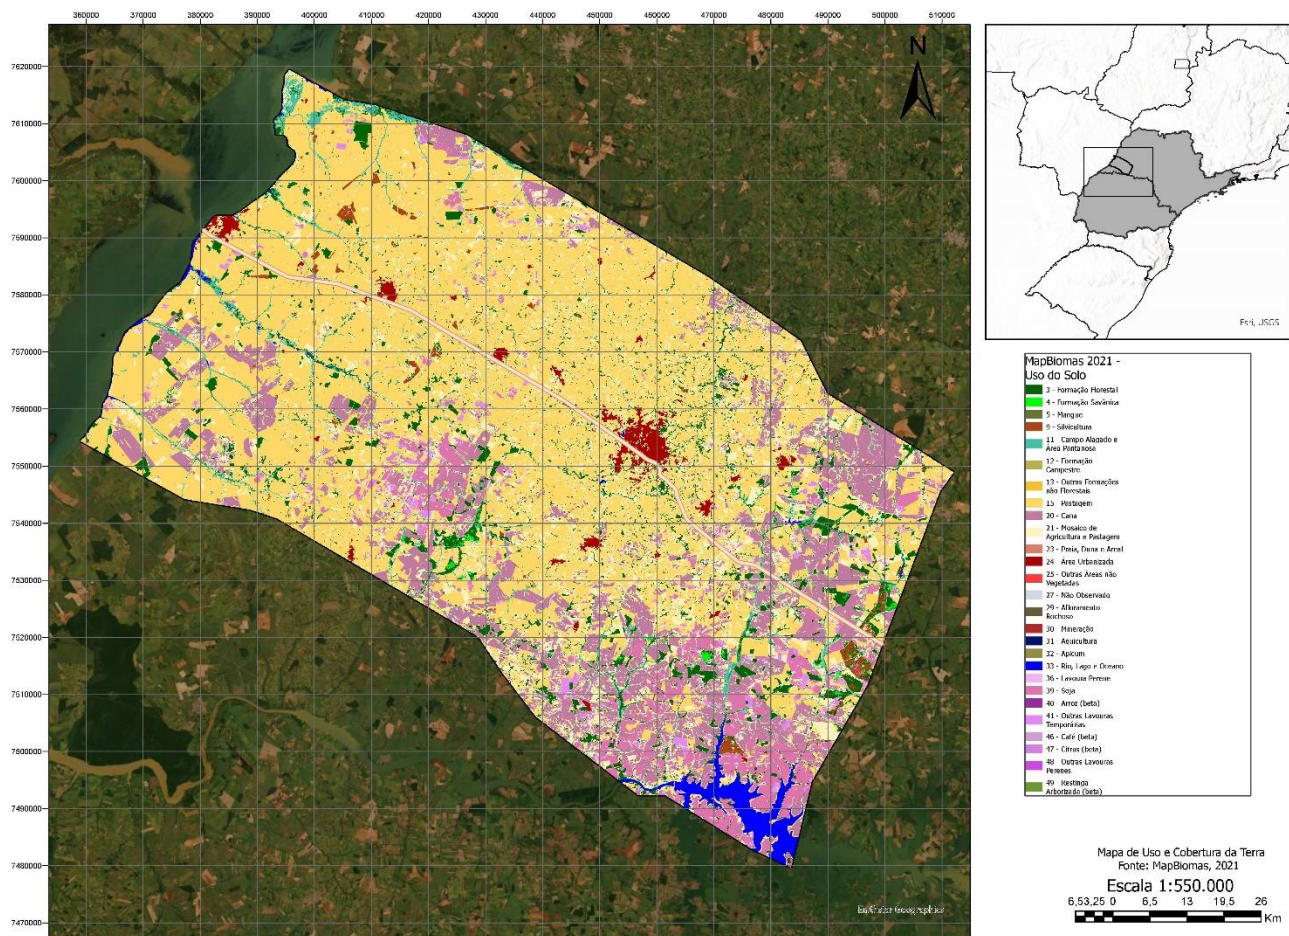 360000 370000 380000 390000 400000 410000 420000 430000 440000 450000 460000 470000 480000 490000 500000 510000
7620000
7610000
7600000
7590000
7580000
7570000
7560000
7550000
7540000
7530000
7520000
7510000
7600000
7490000
7480000
7470000
N
Esri, USGS
MapBiomas 2021 -
Uso do Solo
3 - Formação Florestal
4 - Formação Savânica
5 - Mangue
9 - Silvicultura
11 Campo Alagado e
Área Pantanosa
12 - Formação
Campestre
13 - Outras Formações
não Florestais
15 Pastagem
20 - Cana
21 - Mosaico de
Agricultura e Pastagem
23 - Praia, Duna e Areal
24 Área Urbanizada
25 - Outras Áreas não
Vegetadas
27 - Não Observado
29 - Afloramento
Rochoso
30 Mineração
31 - Aquicultura
32 - Apicum
33 - Rio, Lago e Oceano
36 - Lavoura Perene
39 - Soja
40 - Arroz (beta)
41 - Outras Lavouras
Temporárias
46 - Café (beta)
47 - Citrus (beta)
48 Outras Lavouras
Perenes
49 Restinga
Arborizada (beta)
Mapa de Uso e Cobertura da Terra
Fonte: MapBiomas, 2021
Escala 1:550.000
6,53,25 0 6,5 13 19,5 26
Km
Earthstar Geographics